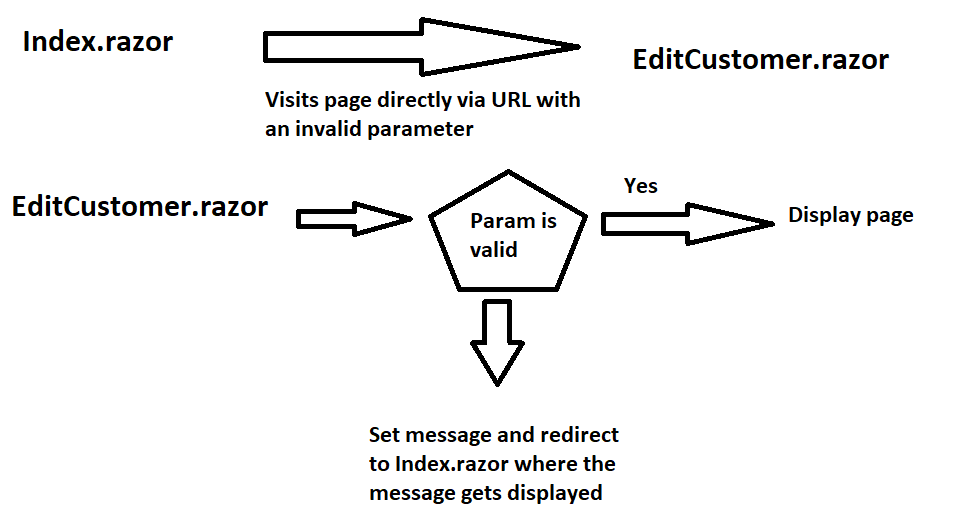 Index.razor
EditCustomer.razor
Visits page directly via URL with
an invalid parameter
EditCustomer.razor
Param is
valid
Yes
Display page
Set message and redirect
to Index.razor where the
message gets displayed